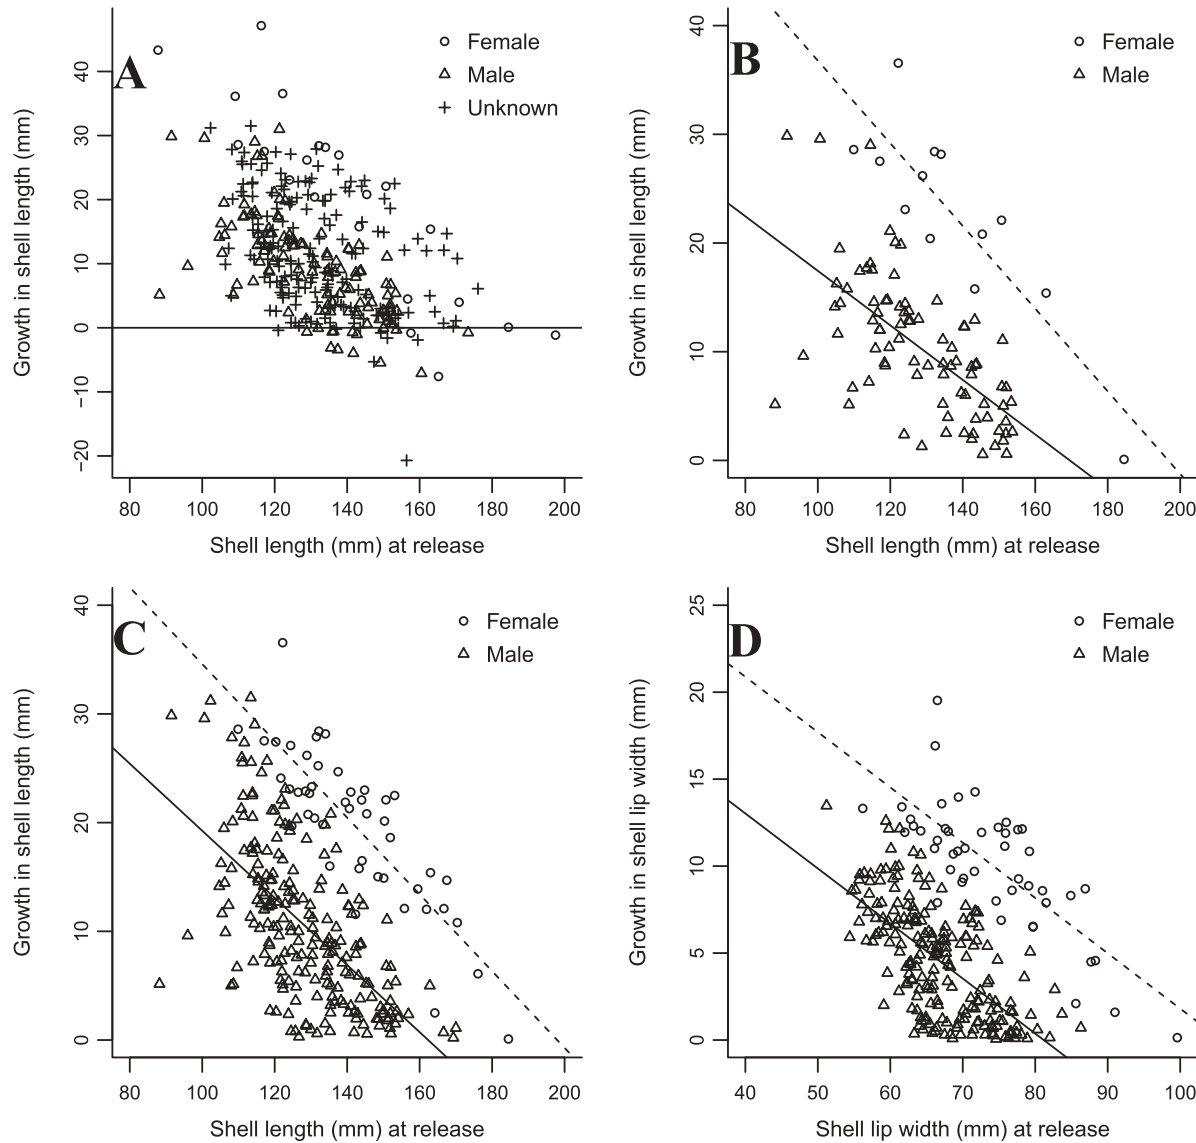 A
Female
Male
Unknown
Growth in shell length (mm)
40
30
20
10
0
−10
−20
80 100 120 140 160 180 200
Shell length (mm) at release
B
Female
Male
Growth in shell length (mm)
40
30
20
10
0
80 100 120 140 160 180 200
Shell length (mm) at release
C
Female
Male
Growth in shell length (mm)
40
30
20
10
0
80 100 120 140 160 180 200
Shell length (mm) at release
D
Female
Male
Growth in shell lip width (mm)
25
20
15
10
5
0
40 50 60 70 80 90 100
Shell lip width (mm) at release